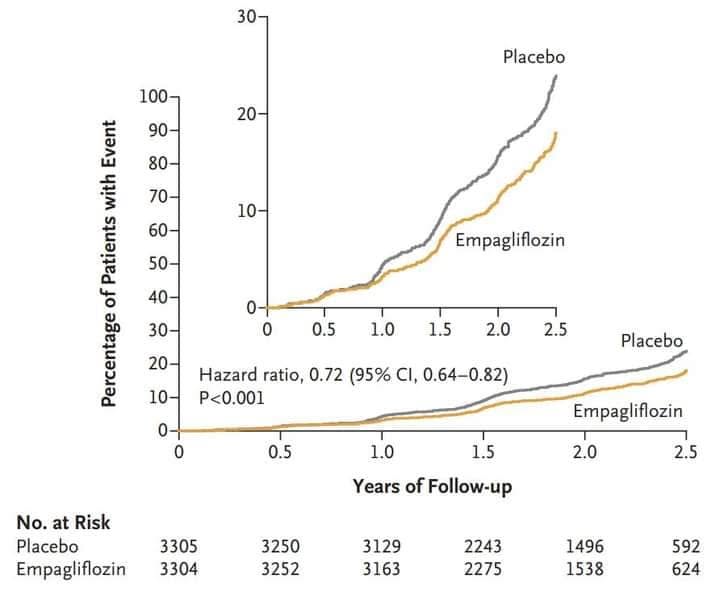 30
Placebo
20
10
Empagliflozin
0
0 0.5 1.0 1.5 2.0 2.5
Percentage of Patients with Event
100
90
80
70
60
50
40
30
20
10
0
Placebo
Hazard ratio, 0.72 (95% CI, 0.64–0.82)
P<0.001
Empagliflozin
0 0.5 1.0 1.5 2.0 2.5
Years of Follow-up
No. at Risk
Placebo 3305 3250 3129 2243 1496 592
Empagliflozin 3304 3252 3163 2275 1538 624